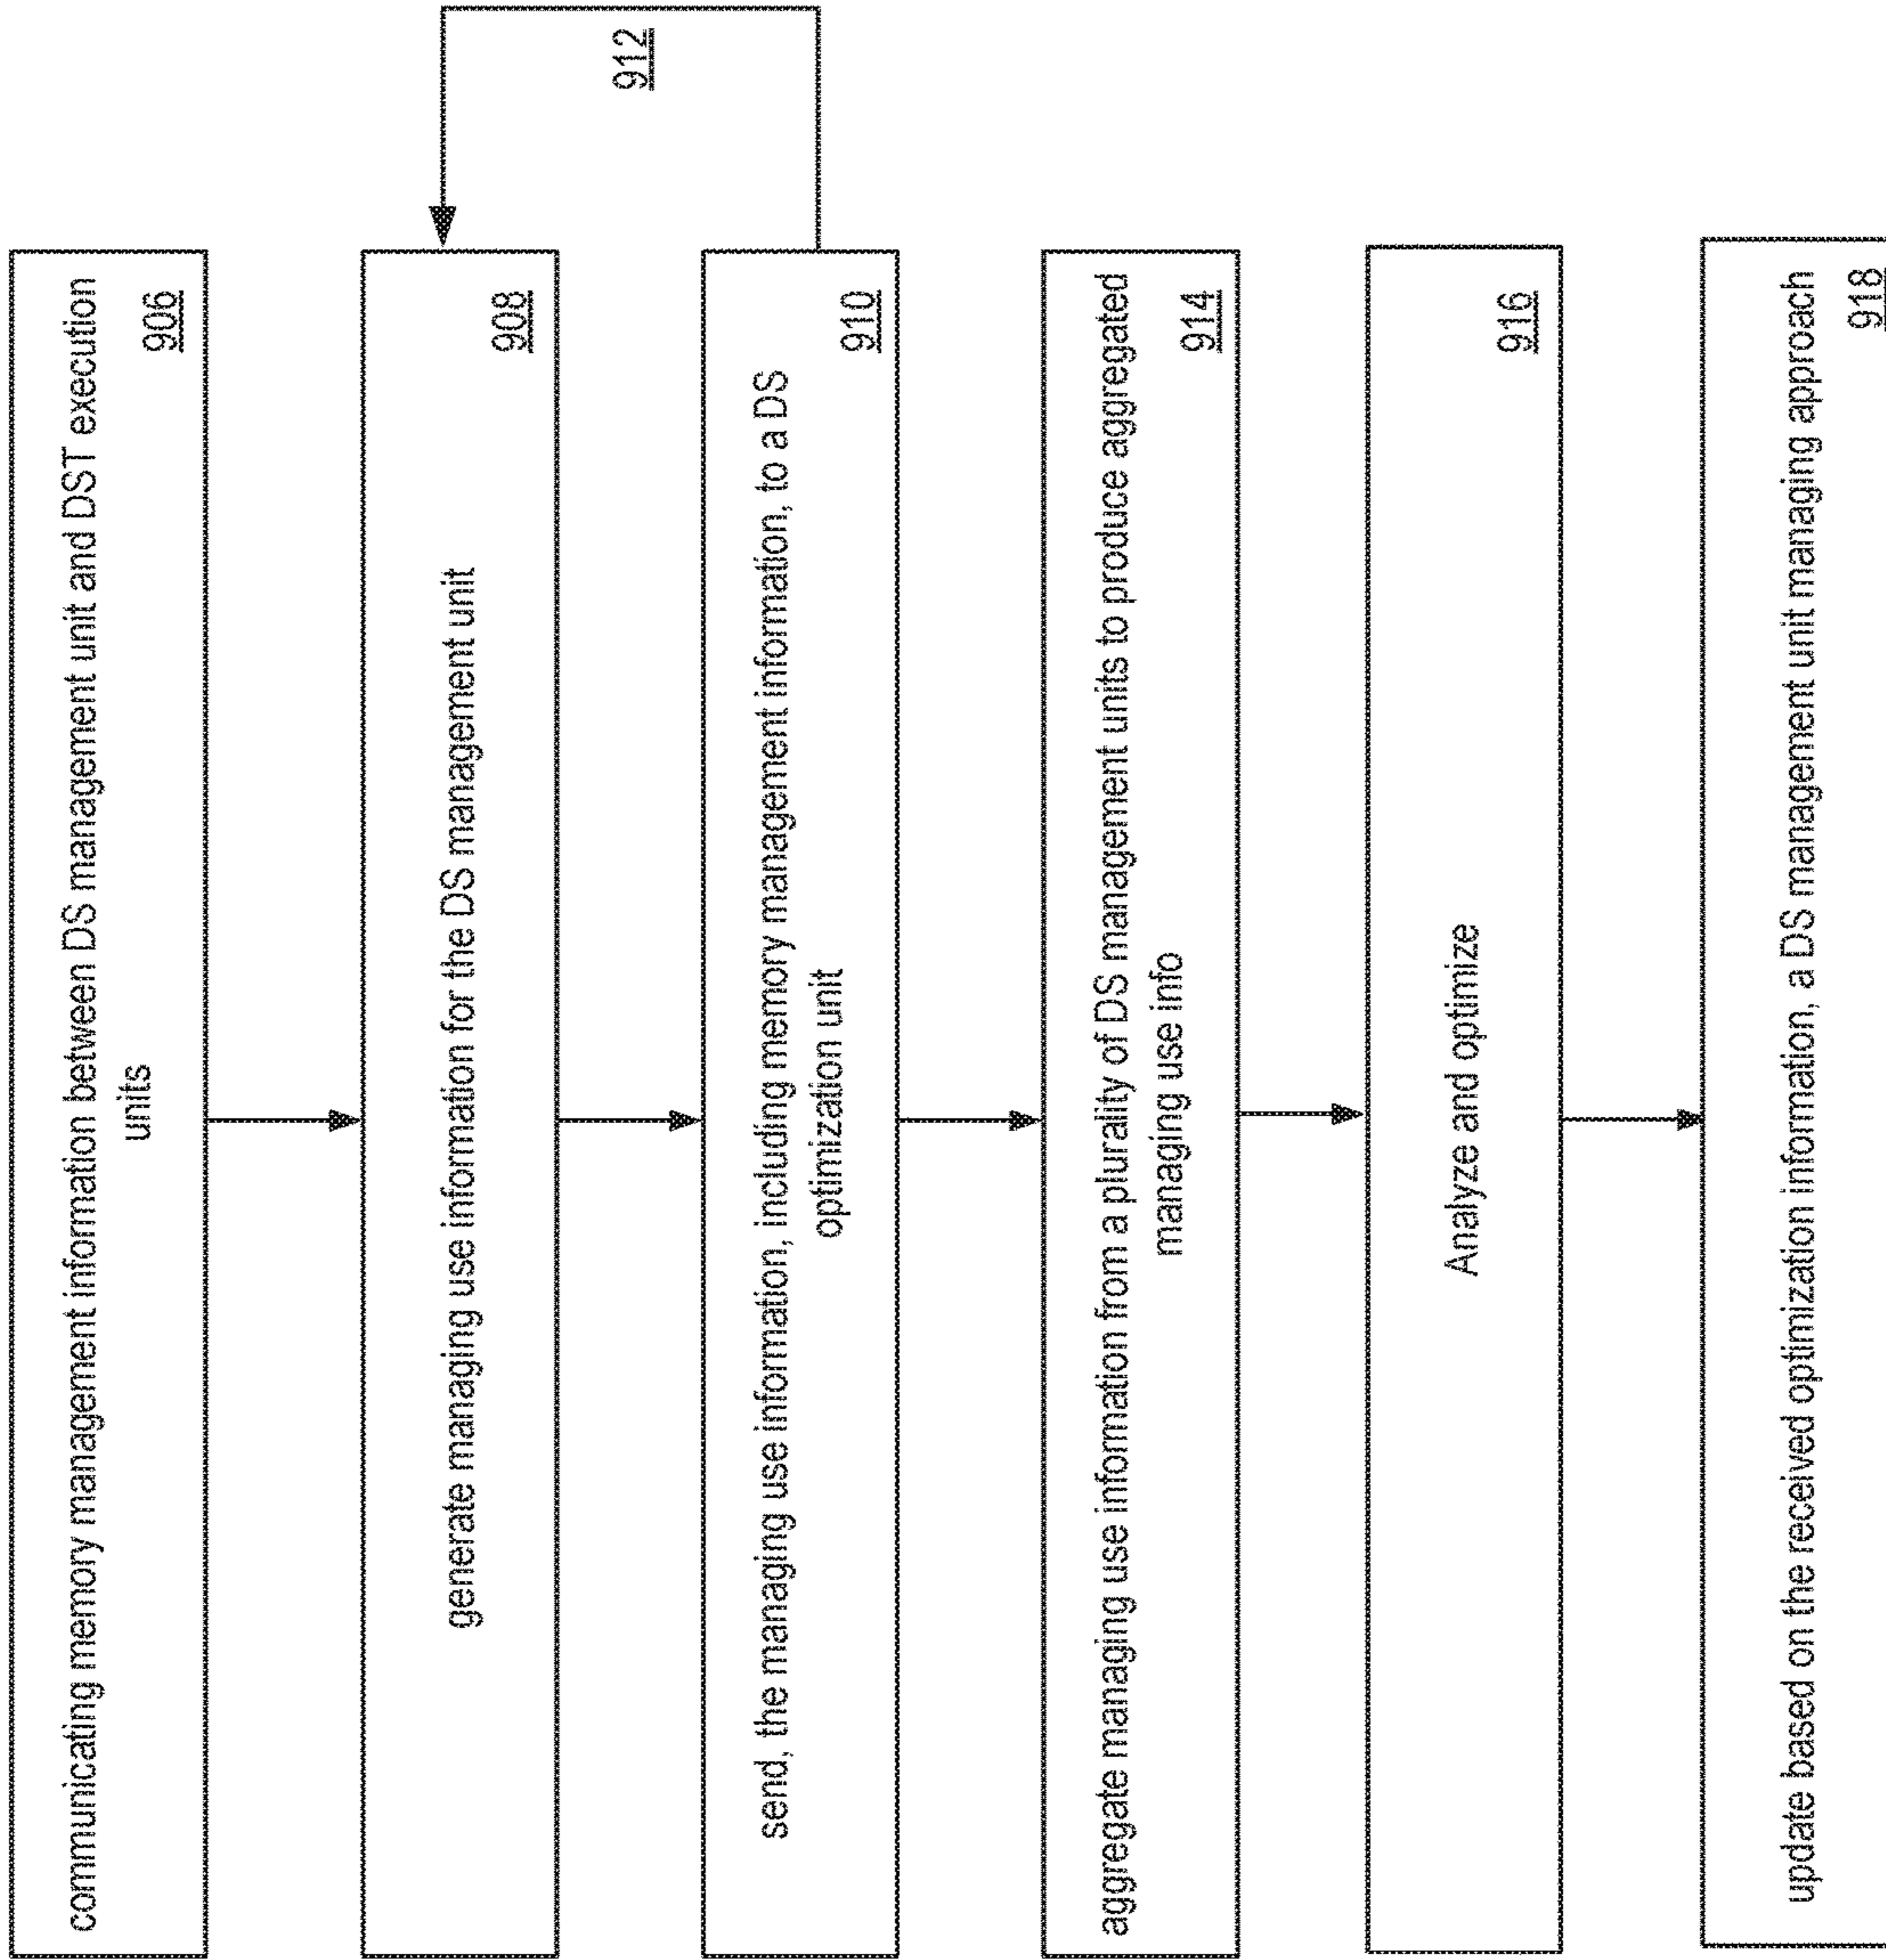 communicating memory management information between DS management unit and DST execution
units
906
generate managing use information for the DS management unit
908
912
send, the managing use information, including memory management information, to a DS
optimization unit
910
aggregate managing use information from a plurality of DS management units to produce aggregated
managing use info
914
Analyze and optimize
916
update based on the received optimization information, a DS management unit managing approach
918